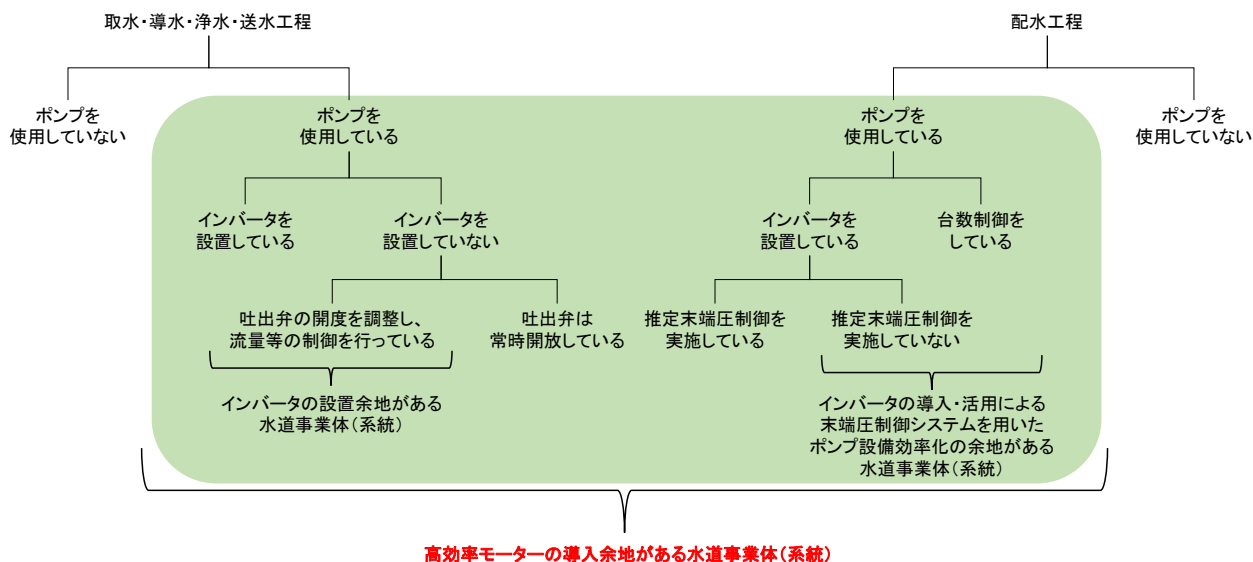 取水・導水・浄水・送水工程
配水工程
ポンプを
使用していない
ポンプを
使用している
ポンプを
使用している
ポンプを
使用していない
インバータを
設置している
インバータを
設置していない
インバータを
設置している
台数制御を
している
吐出弁の開度を調整し、
流量等の制御を行っている
吐出弁は
常時開放している
推定末端圧制御を
実施している
推定末端圧制御を
実施していない
インバータの設置余地がある
水道事業体(系統)
インバータの導入・活用による
末端圧制御システムを用いた
ポンプ設備効率化の余地がある
水道事業体(系統)
高効率モーターの導入余地がある水道事業体(系統)